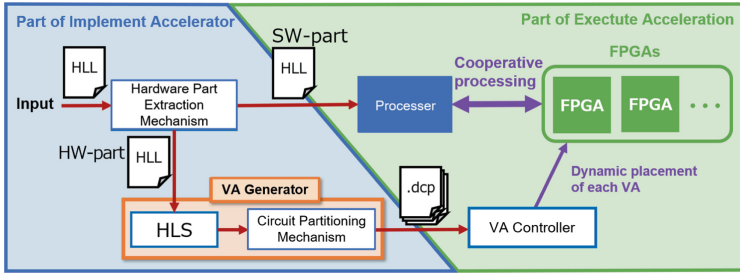 Part of Implement Accelerator
Part of Exectute Acceleration
SW-part
FPGAs
HLL
HLL
Cooperative
processing
Input
Hardware Part
Extraction
Mechanism
Processer
FPGA
FPGA
...
HW-part
HLL
Dynamic placement
of each VA
VA Generator
.dcp
HLS
Circuit Partitioning
Mechanism
VA Controller